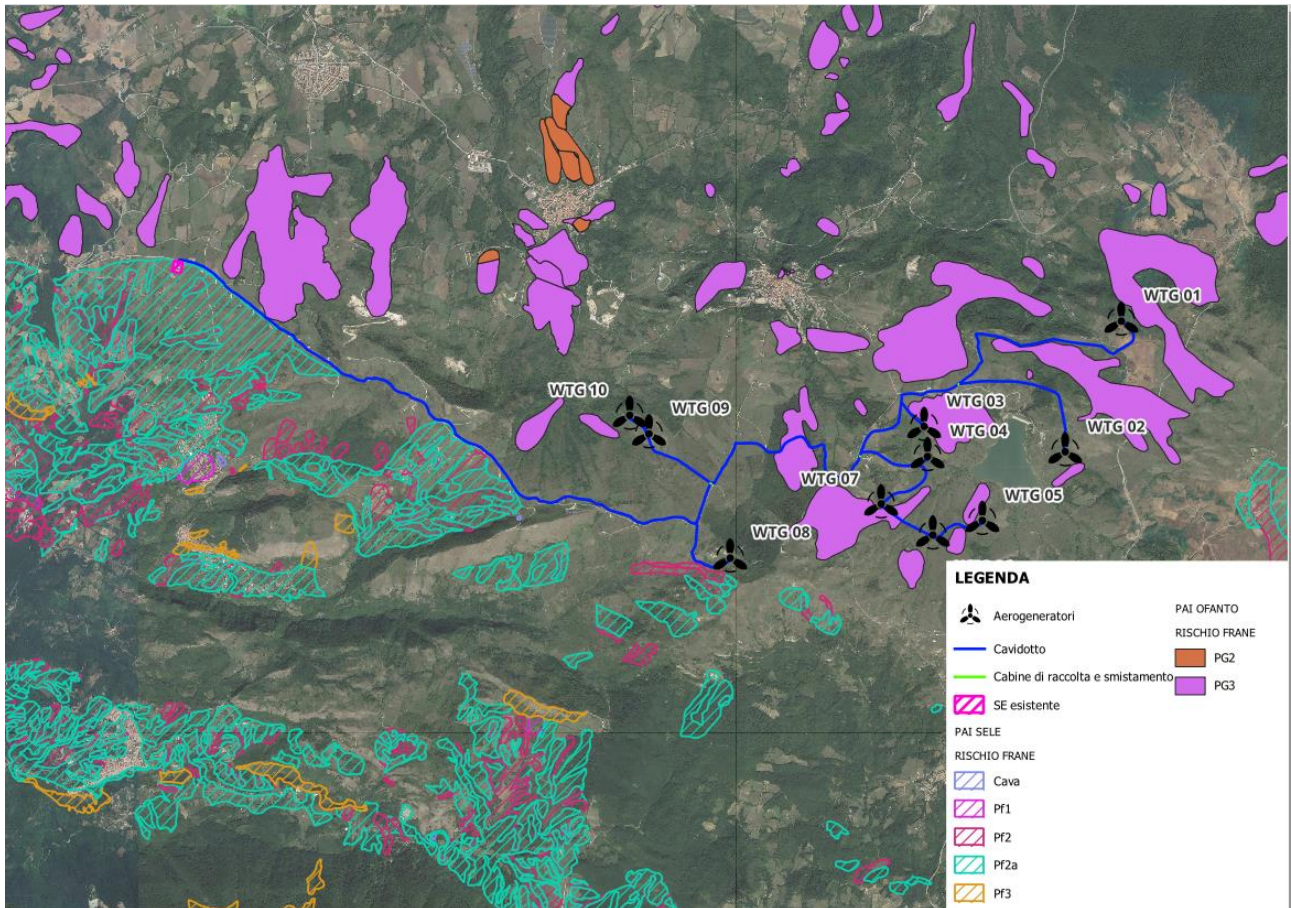 WTG 01
WTG 10
WTG 09
WTG 03
WTG 04
WTG 02
WTG 07
WTG 05
WTG 08
LEGENDA
Aerogeneratori
Cavidotto
Cabine di raccolta e smistamento
SE esistente
PAI SELE
RISCHIO FRANE
Cava
Pf1
Pf2
Pf2a
Pf3
PAI OFANTO
RISCHIO FRANE
PG2
PG3